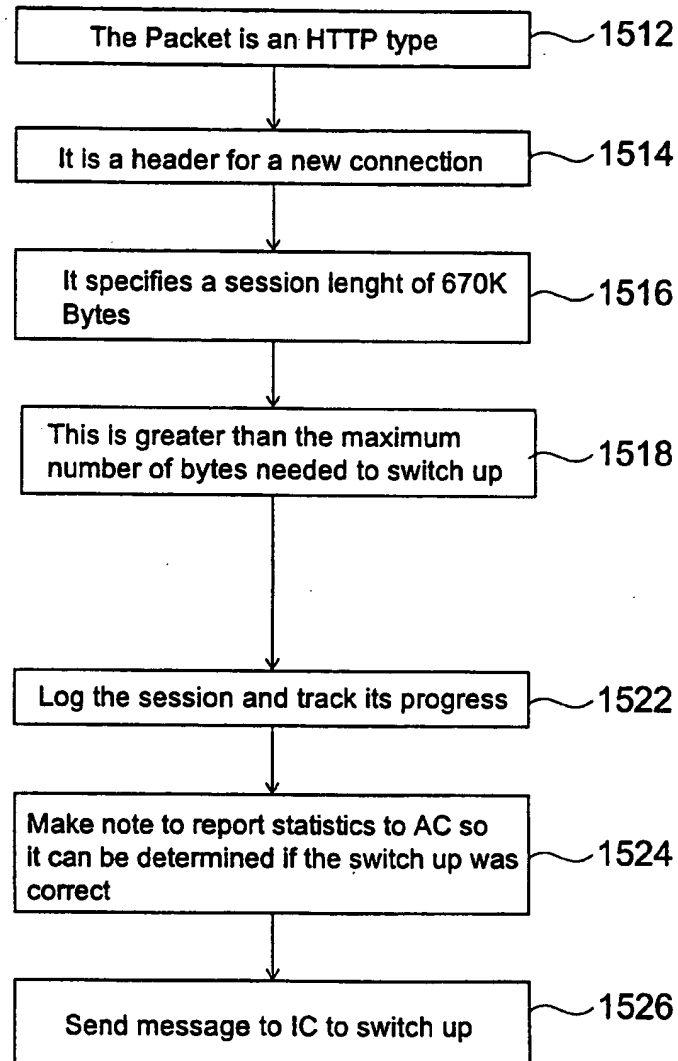 The Packet is an HTTP type
1512
It is a header for a new connection
1514
It specifies a session lenght of 670K
Bytes
1516
This is greater than the maximum
number of bytes needed to switch up
1518
Log the session and track its progress
1522
Make note to report statistics to AC so
it can be determined if the switch up was
correct
1524
Send message to IC to switch up
1526